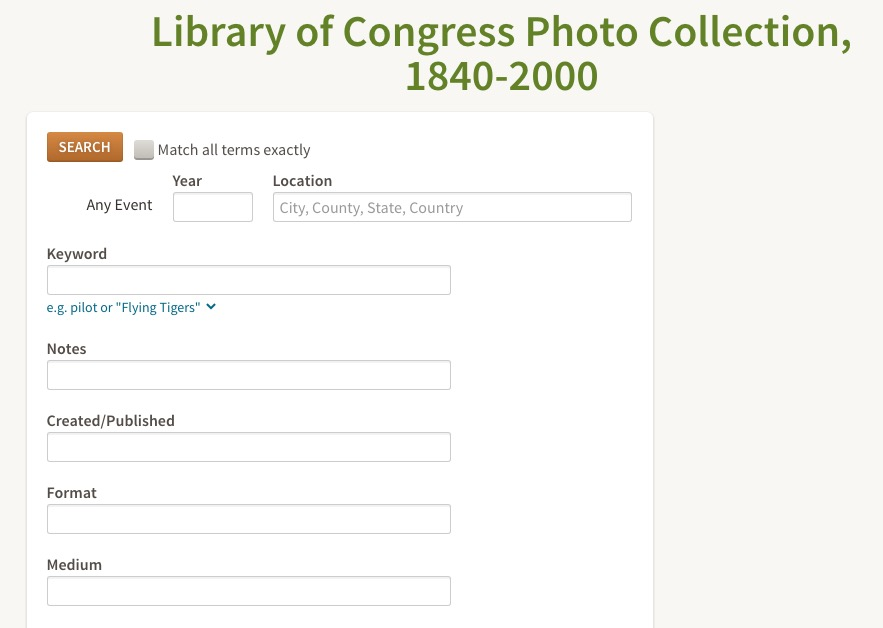 Library of Congress Photo Collection,
1840-2000
SEARCH Match all terms exactly
Year Location
Any Event City, County, State, Country
Keyword
e.g. pilot or "Flying Tigers"
Notes
Created/Published
Format
Medium